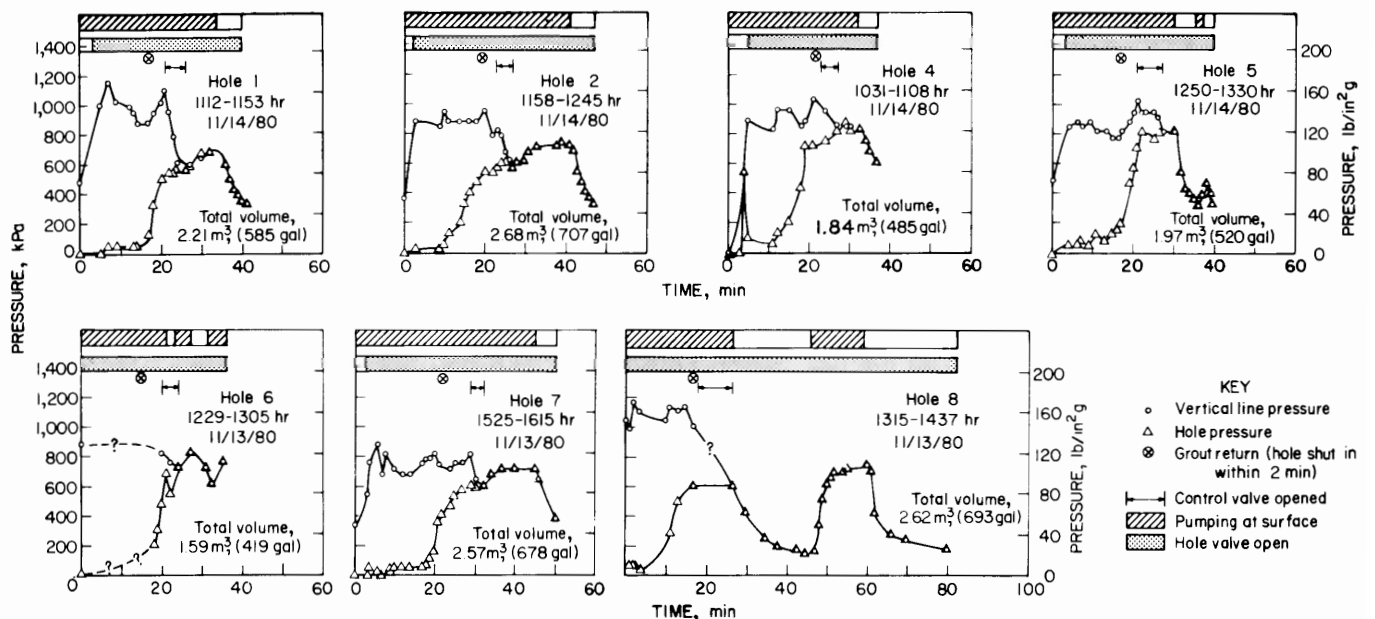 1,400
1,200
1,000
800
600
400
200
0
Hole 1
1112-1153 hr
11/14/80
Total volume,
2.21 m³, (585 gal)
0 20 40 60
Hole 2
1158-1245 hr
11/14/80
Total volume,
2.68 m³, (707 gal)
0 20 40 60
Hole 4
1031-1108 hr
11/14/80
Total volume,
1.84 m³, (485 gal)
0 20 40 60
Hole 5
1250-1330 hr
11/14/80
Total volume,
1.97 m³, (520 gal)
0 20 40 60
200
160
120
80
40
0
PRESSURE, lb/in²g
PRESSURE, kPa
TIME, min
1,400
1,200
1,000
800
600
400
200
0
Hole 6
1229-1305 hr
11/13/80
? ? ?
Total volume,
1.59 m³, (419 gal)
0 20 40 60
Hole 7
1525-1615 hr
11/13/80
Total volume,
2.57 m³, (678 gal)
0 20 40 60
Hole 8
1315-1437 hr
11/13/80
?
Total volume,
2.62 m³, (693 gal)
0 20 40 60 80 100
200
160
120
80
40
0
PRESSURE, lb/in²g
TIME, min
KEY
Vertical line pressure
Hole pressure
Grout return (hole shut in
within 2 min)
Control valve opened
Pumping at surface
Hole valve open